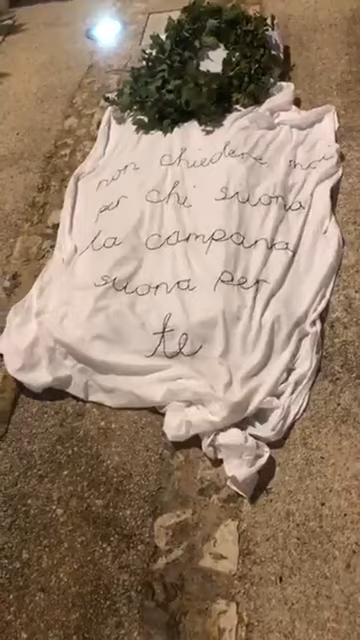 non chiedere mai
per chi suona
la campana
suona per
te